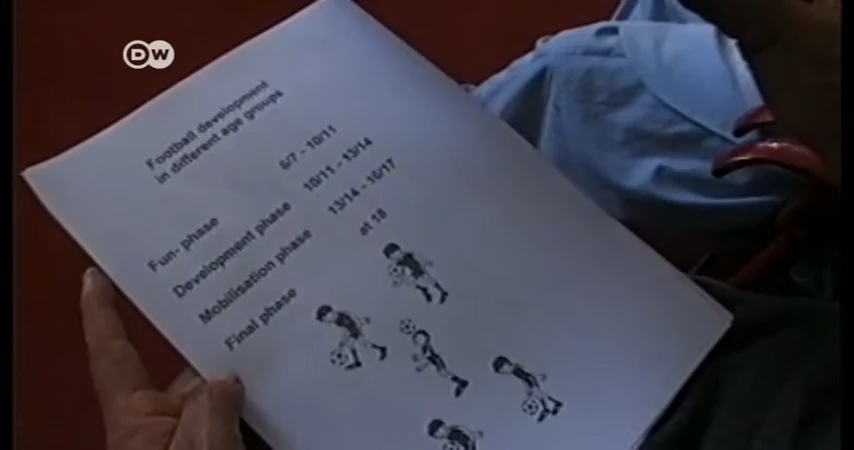 DW
Football development
in different age groups
Fun- phase 6/7 - 10/11
Development phase 10/11 - 13/14
Mobilisation phase 13/14 - 16/17
Final phase at 18